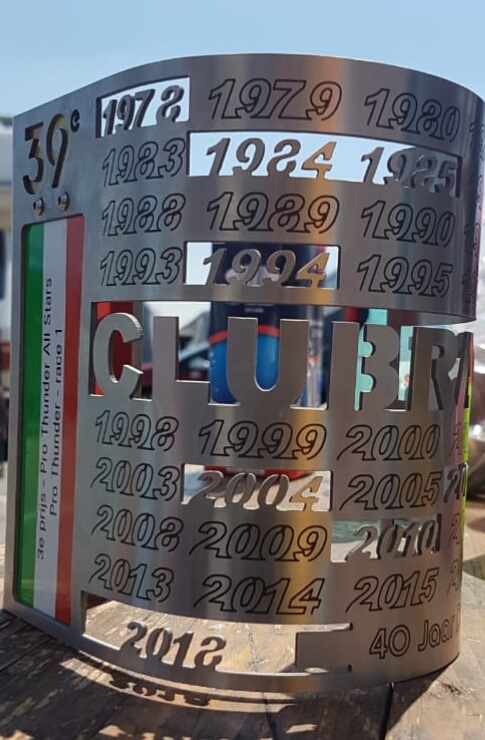 39e
1978 1979 1980
1983 1984 1985
1988 1989 1990
1993 1994 1995
CLUBR
1998 1999 2000
2003 2004 2005
2008 2009 2010
2013 2014 2015
2018
40 Jaar
3e prijs - Pro Thunder All Stars
Pro Thunder - race 1